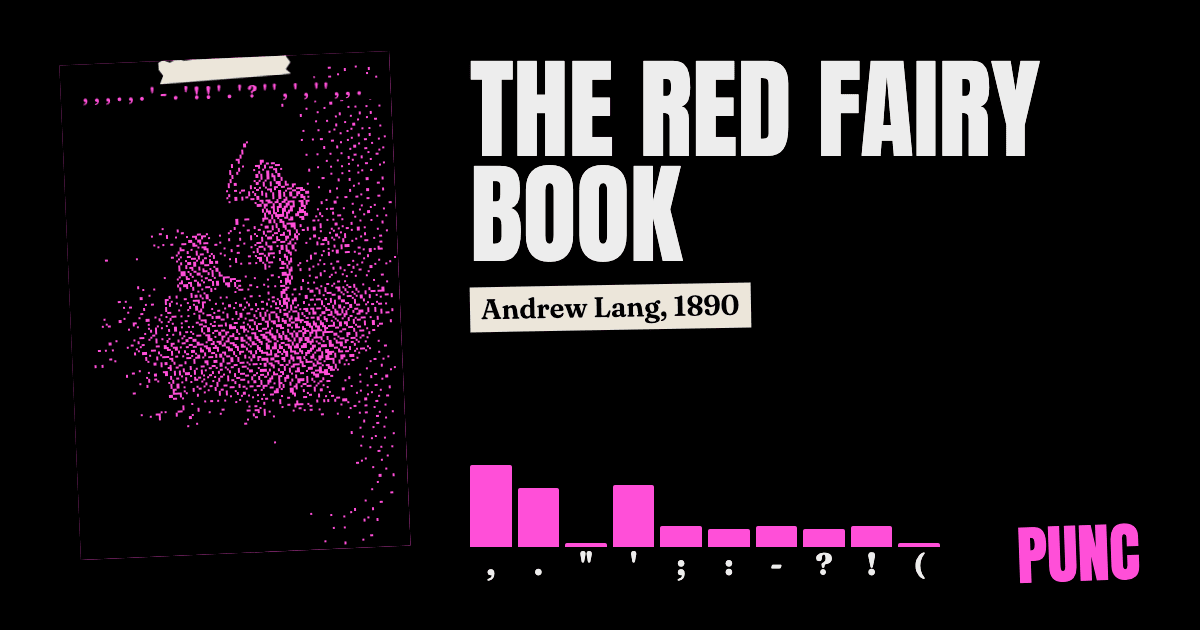 ,,,.,.'-.'!!'.'?'','.'',,.
THE RED FAIRY
BOOK
Andrew Lang, 1890
, . " ' ; : - ? ! (
PUNC